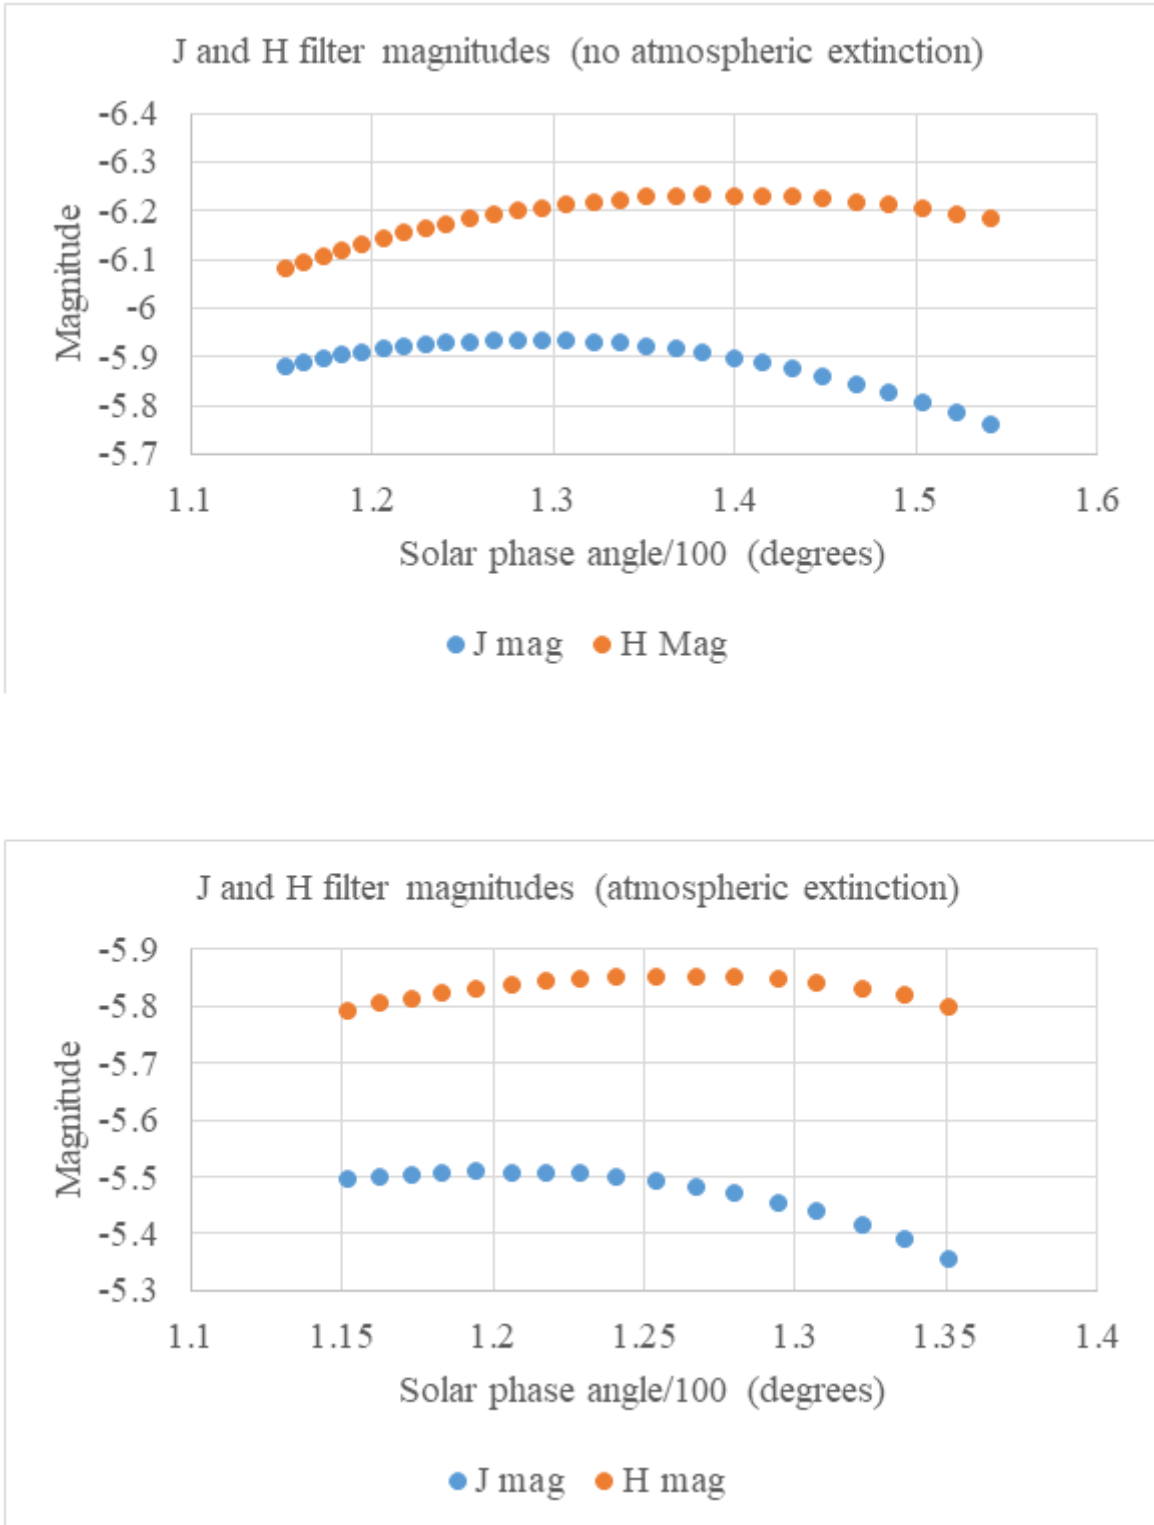 J and H filter magnitudes (no atmospheric extinction)
-6.4
-6.3
-6.2
-6.1
-6
-5.9
-5.8
-5.7
Magnitude
1.1 1.2 1.3 1.4 1.5 1.6
Solar phase angle/100 (degrees)
J mag H Mag
J and H filter magnitudes (atmospheric extinction)
-5.9
-5.8
-5.7
-5.6
-5.5
-5.4
-5.3
Magnitude
1.1 1.15 1.2 1.25 1.3 1.35 1.4
Solar phase angle/100 (degrees)
J mag H mag